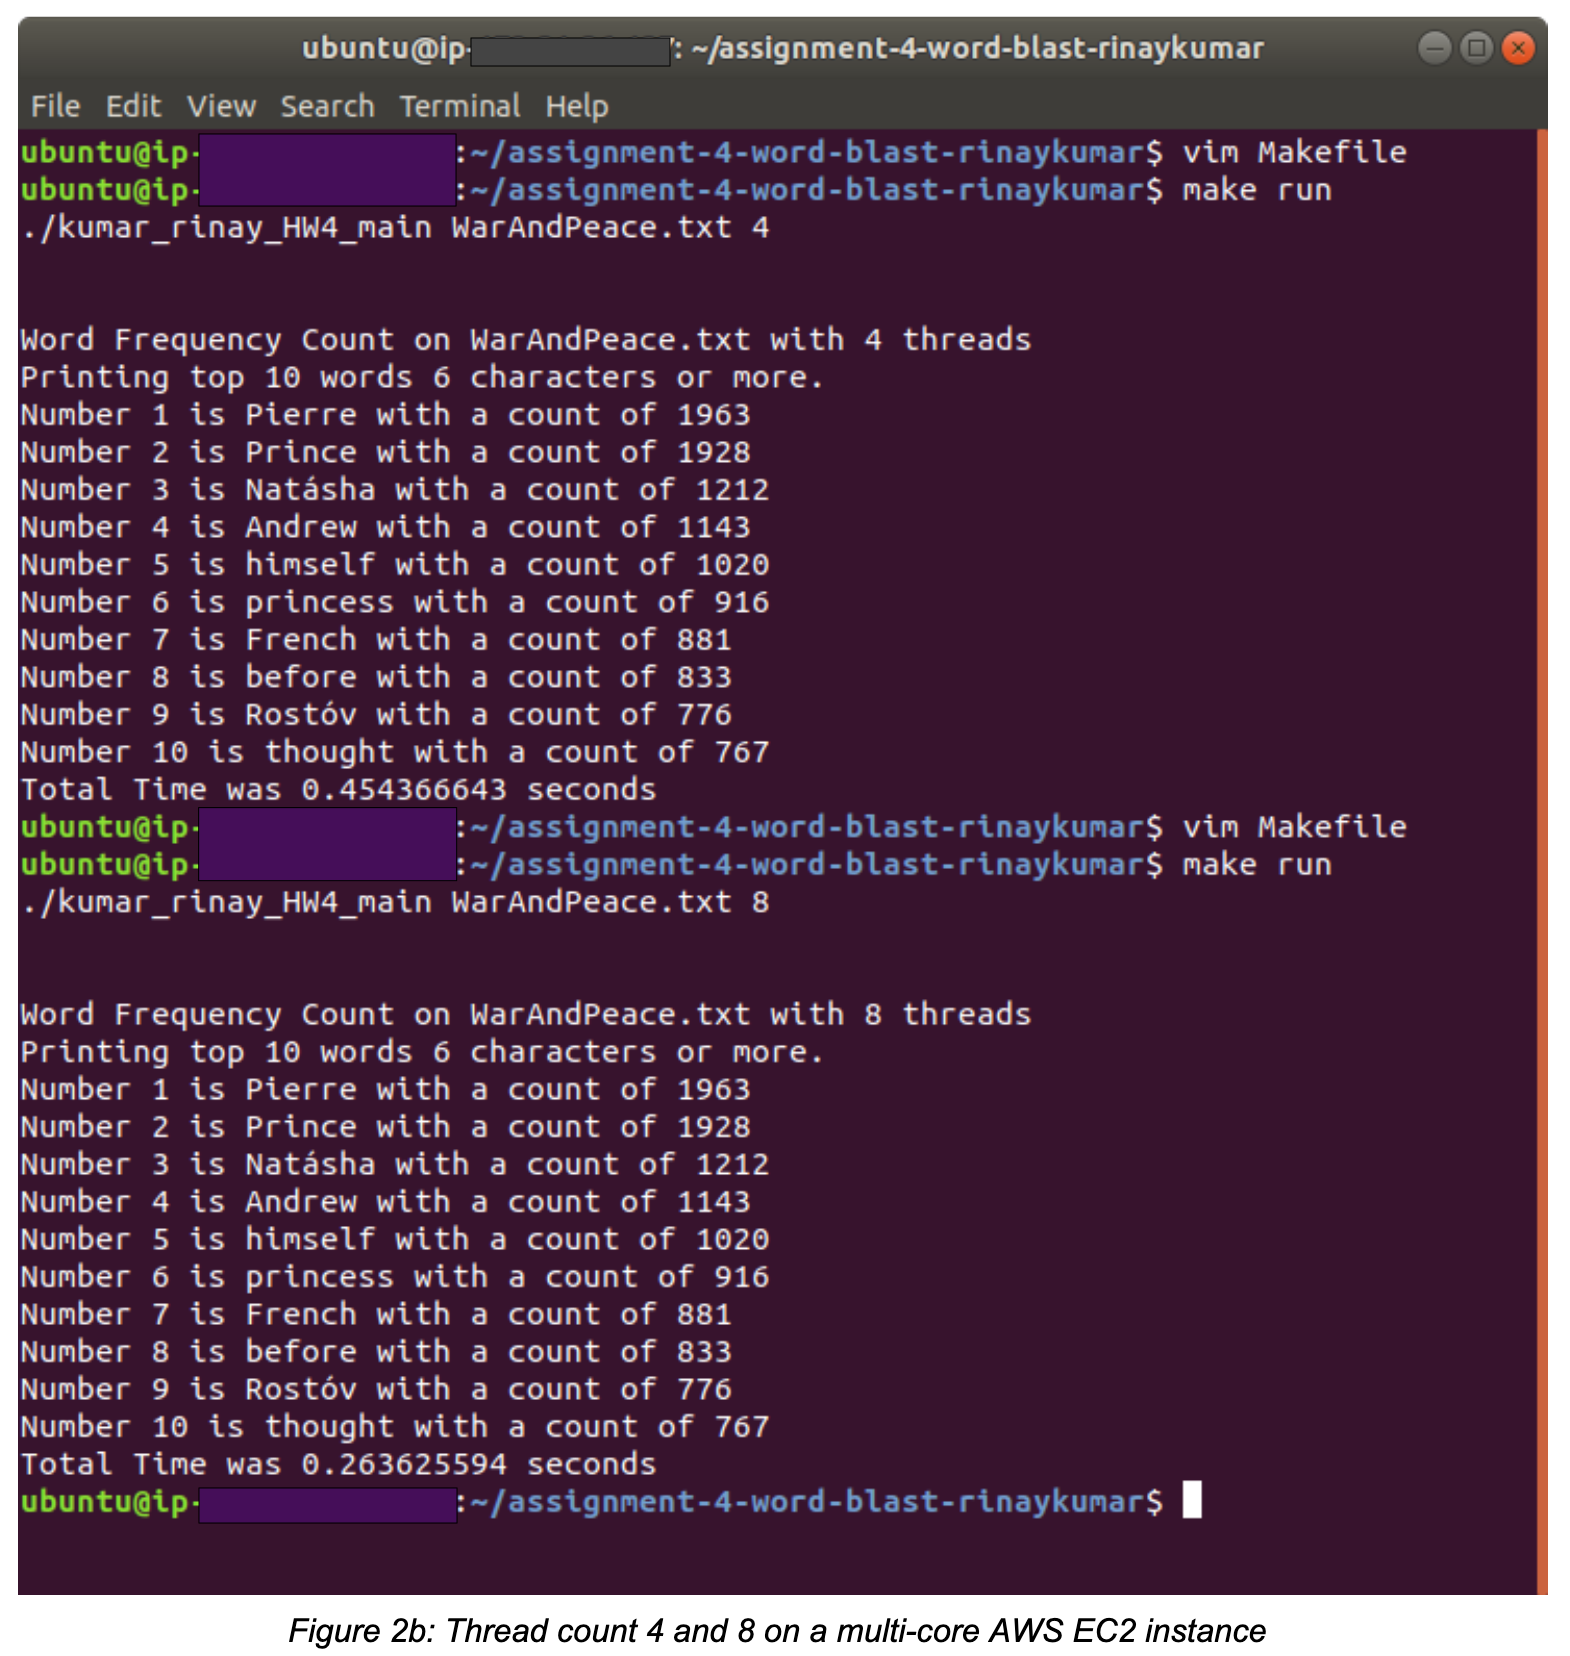 ubuntu@ip-: ~/assignment-4-word-blast-rinaykumar
File Edit View Search Terminal Help
ubuntu@ip-:~/assignment-4-word-blast-rinaykumar$ vim Makefile
ubuntu@ip-:~/assignment-4-word-blast-rinaykumar$ make run
./kumar_rinay_HW4_main WarAndPeace.txt 4
Word Frequency Count on WarAndPeace.txt with 4 threads
Printing top 10 words 6 characters or more.
Number 1 is Pierre with a count of 1963
Number 2 is Prince with a count of 1928
Number 3 is Natásha with a count of 1212
Number 4 is Andrew with a count of 1143
Number 5 is himself with a count of 1020
Number 6 is princess with a count of 916
Number 7 is French with a count of 881
Number 8 is before with a count of 833
Number 9 is Rostóv with a count of 776
Number 10 is thought with a count of 767
Total Time was 0.454366643 seconds
ubuntu@ip-:~/assignment-4-word-blast-rinaykumar$ vim Makefile
ubuntu@ip-:~/assignment-4-word-blast-rinaykumar$ make run
./kumar_rinay_HW4_main WarAndPeace.txt 8
Word Frequency Count on WarAndPeace.txt with 8 threads
Printing top 10 words 6 characters or more.
Number 1 is Pierre with a count of 1963
Number 2 is Prince with a count of 1928
Number 3 is Natásha with a count of 1212
Number 4 is Andrew with a count of 1143
Number 5 is himself with a count of 1020
Number 6 is princess with a count of 916
Number 7 is French with a count of 881
Number 8 is before with a count of 833
Number 9 is Rostóv with a count of 776
Number 10 is thought with a count of 767
Total Time was 0.263625594 seconds
ubuntu@ip-:~/assignment-4-word-blast-rinaykumar$
Figure 2b: Thread count 4 and 8 on a multi-core AWS EC2 instance